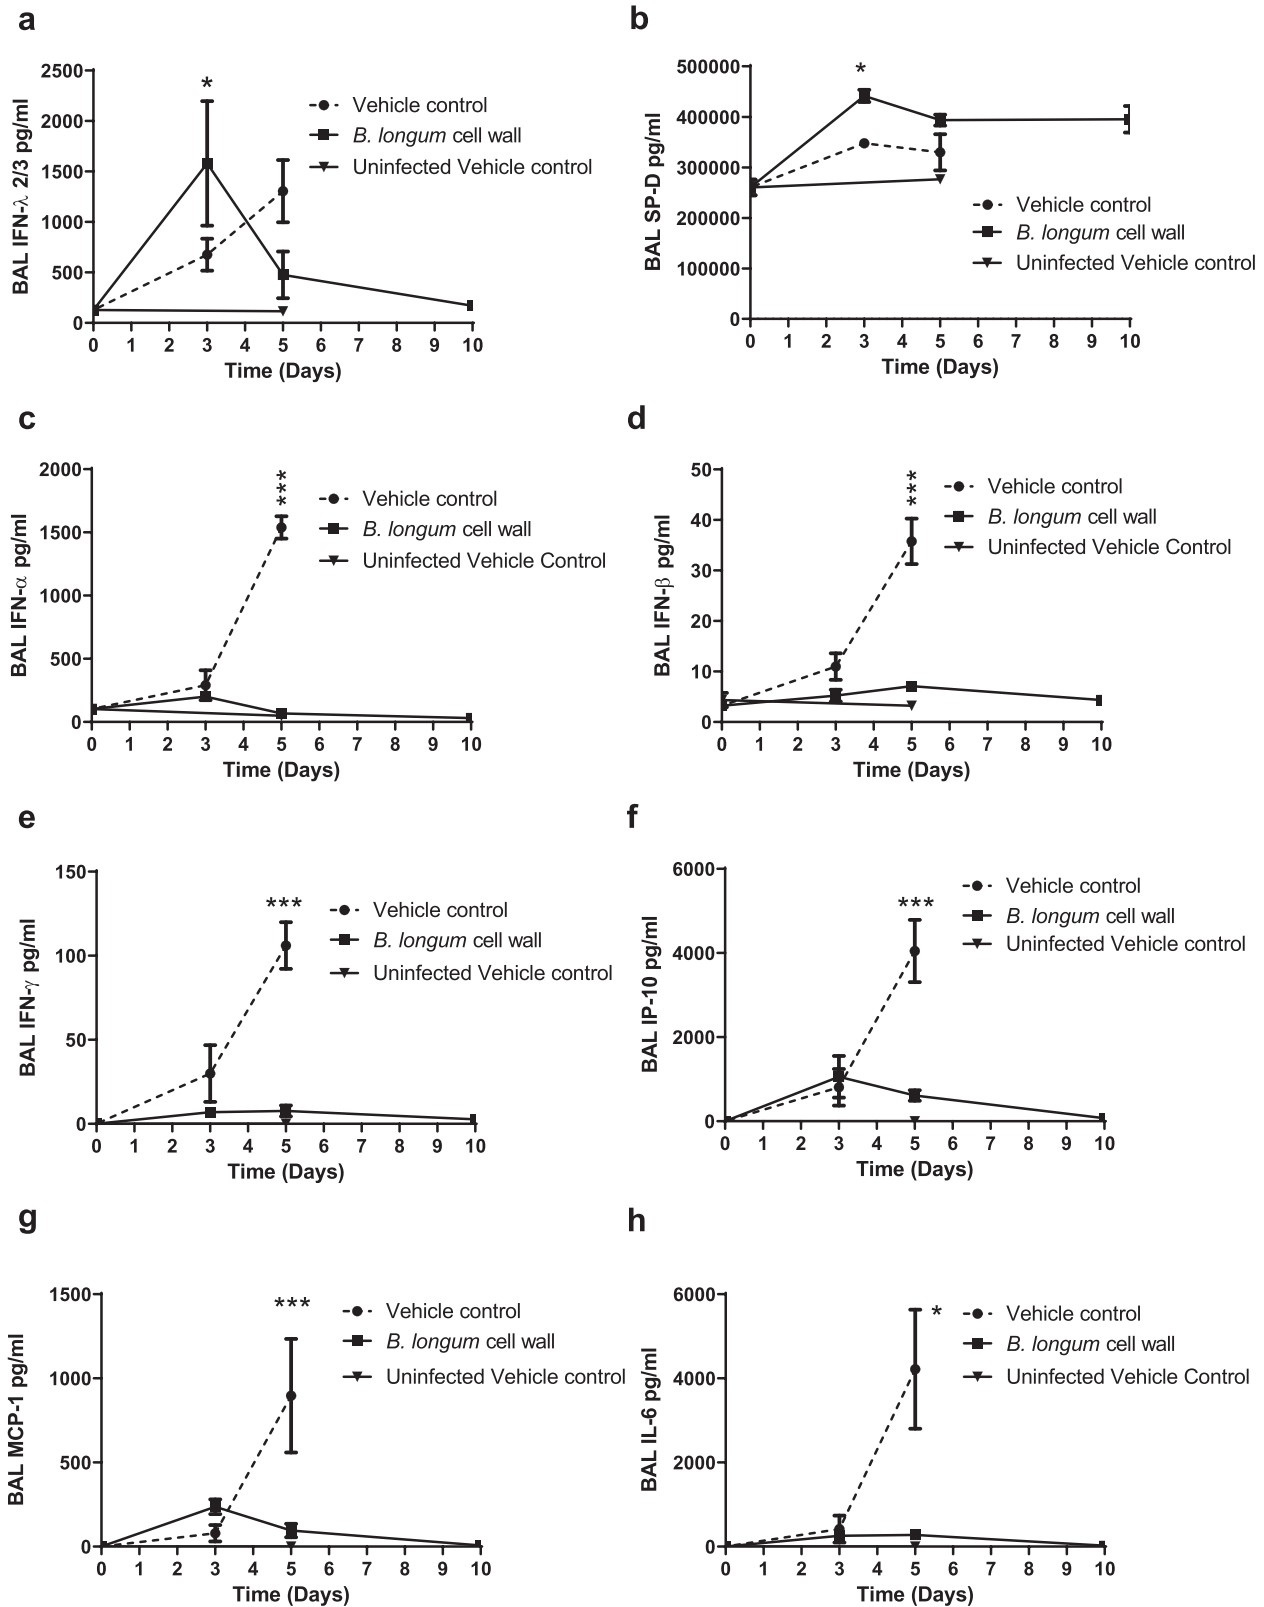 a
BAL IFN-λ 2/3 pg/ml
2500
2000
1500
1000
500
0
*
Vehicle control
B. longum cell wall
Uninfected Vehicle control
0 1 2 3 4 5 6 7 8 9 10
Time (Days)
b
BAL SP-D pg/ml
500000
400000
300000
200000
100000
0
*
Vehicle control
B. longum cell wall
Uninfected Vehicle control
0 1 2 3 4 5 6 7 8 9 10
Time (Days)
c
BAL IFN-α pg/ml
2000
1500
1000
500
0
***
Vehicle control
B. longum cell wall
Uninfected Vehicle Control
0 1 2 3 4 5 6 7 8 9 10
Time (Days)
d
BAL IFN-β pg/ml
50
40
30
20
10
0
***
Vehicle control
B. longum cell wall
Uninfected Vehicle Control
0 1 2 3 4 5 6 7 8 9 10
Time (Days)
e
BAL IFN-γ pg/ml
150
100
50
0
***
Vehicle control
B. longum cell wall
Uninfected Vehicle control
0 1 2 3 4 5 6 7 8 9 10
Time (Days)
f
BAL IP-10 pg/ml
6000
4000
2000
0
***
Vehicle control
B. longum cell wall
Uninfected Vehicle control
0 1 2 3 4 5 6 7 8 9 10
Time (Days)
g
BAL MCP-1 pg/ml
1500
1000
500
0
***
Vehicle control
B. longum cell wall
Uninfected Vehicle control
0 1 2 3 4 5 6 7 8 9 10
Time (Days)
h
BAL IL-6 pg/ml
6000
4000
2000
0
*
Vehicle control
B. longum cell wall
Uninfected Vehicle Control
0 1 2 3 4 5 6 7 8 9 10
Time (Days)